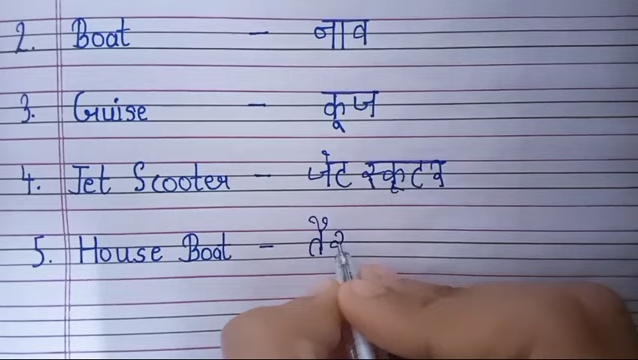 2. Boat - नाव
3. Cruise - कूज
4. Jet Scooter - जेट स्कूटर
5. House Boat - तैर